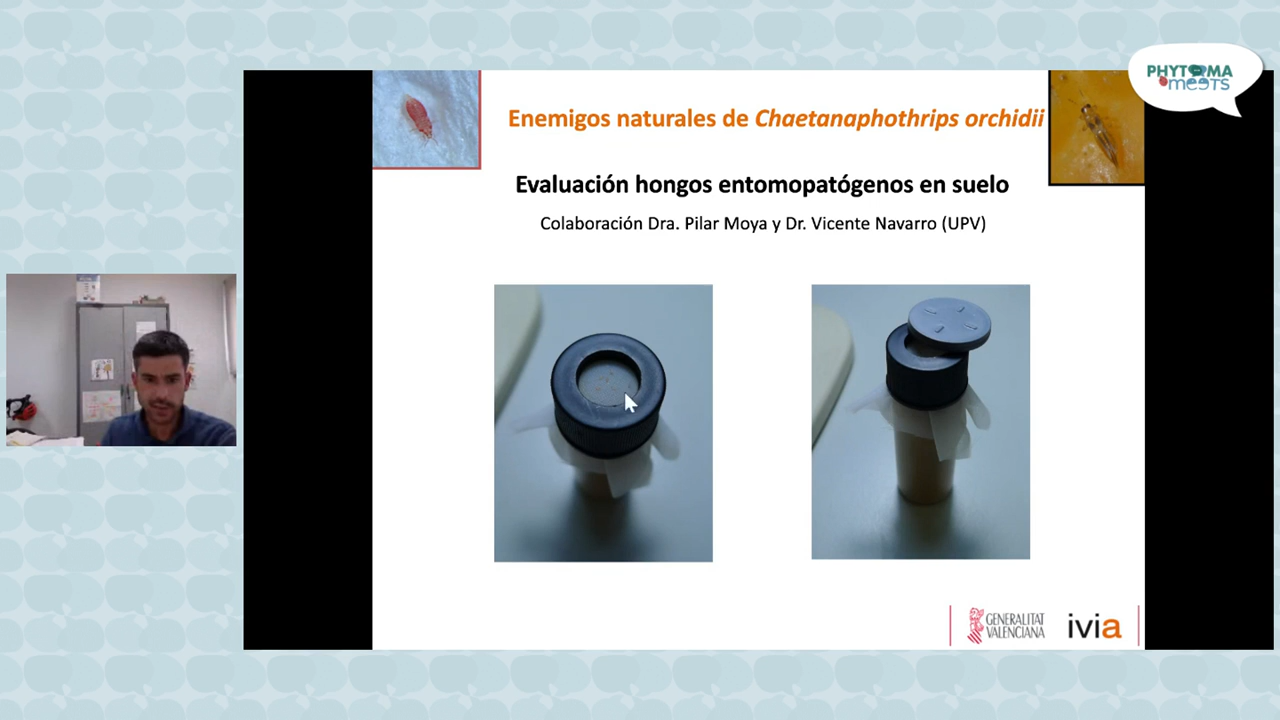 PHYTOMA
meets
Enemigos naturales de Chaetanaphothrips orchidii
Evaluación hongos entomopatógenos en suelo
Colaboración Dra. Pilar Moya y Dr. Vicente Navarro (UPV)
GENERALITAT
VALENCIANA
ivia